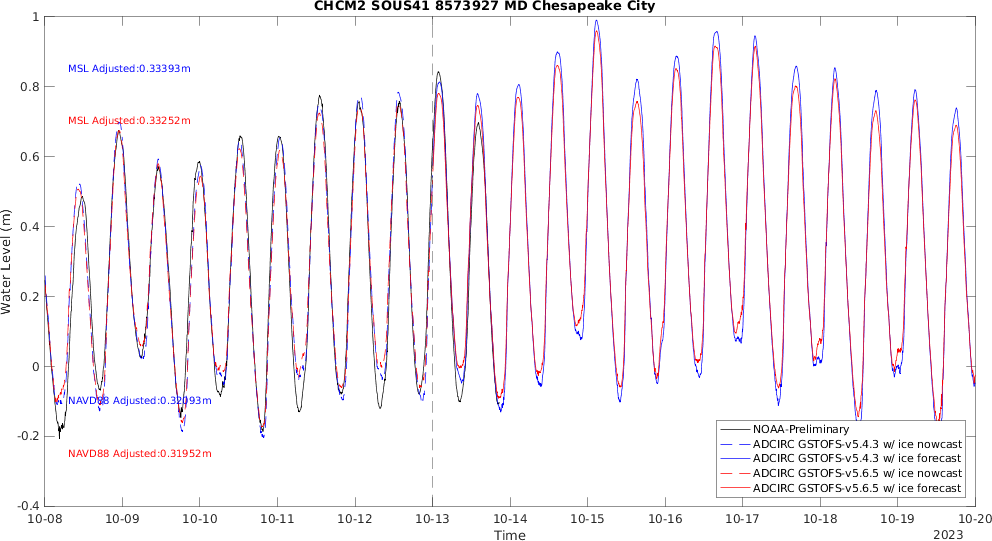 CHCM2 SOUS41 8573927 MD Chesapeake City
Water Level (m)
1
0.8
0.6
0.4
0.2
0
-0.2
-0.4
MSL Adjusted:0.33393m
MSL Adjusted:0.33252m
NAVD88 Adjusted:0.32093m
NAVD88 Adjusted:0.31952m
NOAA-Preliminary
ADCIRC GSTOFS-v5.4.3 w/ ice nowcast
ADCIRC GSTOFS-v5.4.3 w/ ice forecast
ADCIRC GSTOFS-v5.6.5 w/ ice nowcast
ADCIRC GSTOFS-v5.6.5 w/ ice forecast
10-08 10-09 10-10 10-11 10-12 10-13 10-14 10-15 10-16 10-17 10-18 10-19 10-20
Time
2023